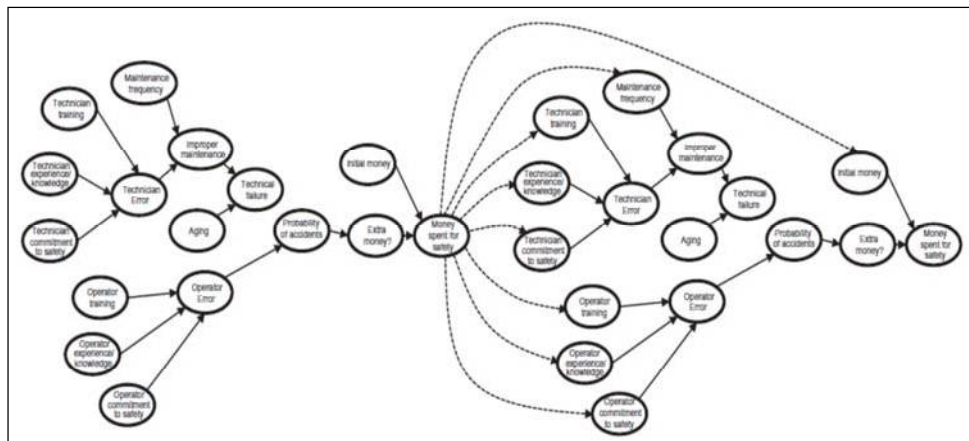 Maintenance
frequency
Technician
training
Improper
maintenance
Technician
experience/
knowledge
Technician
Error
Technical
failure
Technician
commitment
to safety
Aging
Initial money
Probability
of accidents
Extra
money?
Money
spent for
safety
Operator
training
Operator
Error
Operator
experience/
knowledge
Operator
commitment
to safety
Maintenance
frequency
Technician
training
Improper
maintenance
Technician
experience/
knowledge
Technician
Error
Technical
failure
Technician
commitment
to safety
Aging
Initial money
Probability
of accidents
Extra
money?
Money
spent for
safety
Operator
training
Operator
Error
Operator
experience/
knowledge
Operator
commitment
to safety